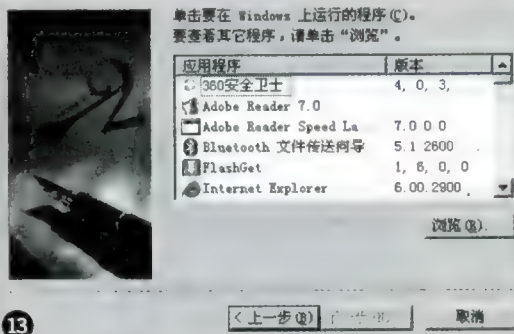 单击要在 Windows 上运行的程序(C)。
要查看其它程序，请单击“浏览”。
应用程序 版本
360安全卫士 4, 0, 3,
Adobe Reader 7.0
Adobe Reader Speed La 7.0 0 0
Bluetooth 文件传送向导 5.1 2600
FlashGet 1, 6, 0, 0
Internet Explorer 6.00.2900
浏览(R).
13 <上一步(B) 取消